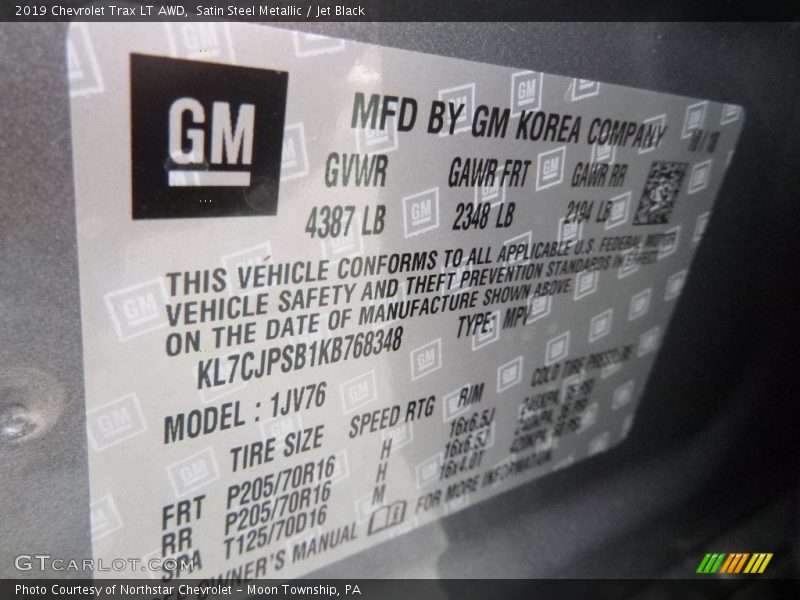 2019 Chevrolet Trax LT AWD, Satin Steel Metallic / Jet Black
GM
MFD BY GM KOREA COMPANY
GVWR GAWR FRT GAWR RR
4387 LB 2348 LB 2194 LB
THIS VEHICLE CONFORMS TO ALL APPLICABLE U.S. FEDERAL MOTOR
VEHICLE SAFETY AND THEFT PREVENTION STANDARDS IN EFFECT
ON THE DATE OF MANUFACTURE SHOWN ABOVE.
KL7CJPSB1KB768348 TYPE: MPV
MODEL : 1JV76
TIRE SIZE SPEED RTG RIM COLD TIRE PRESSURE
FRT P205/70R16 H 16x6.5J
RR P205/70R16 H 16x6.5J
SPA T125/70D16 M 16x4.0T
OWNER'S MANUAL FOR MORE INFORMATION.
GTcarlot.com
Photo Courtesy of Northstar Chevrolet - Moon Township, PA